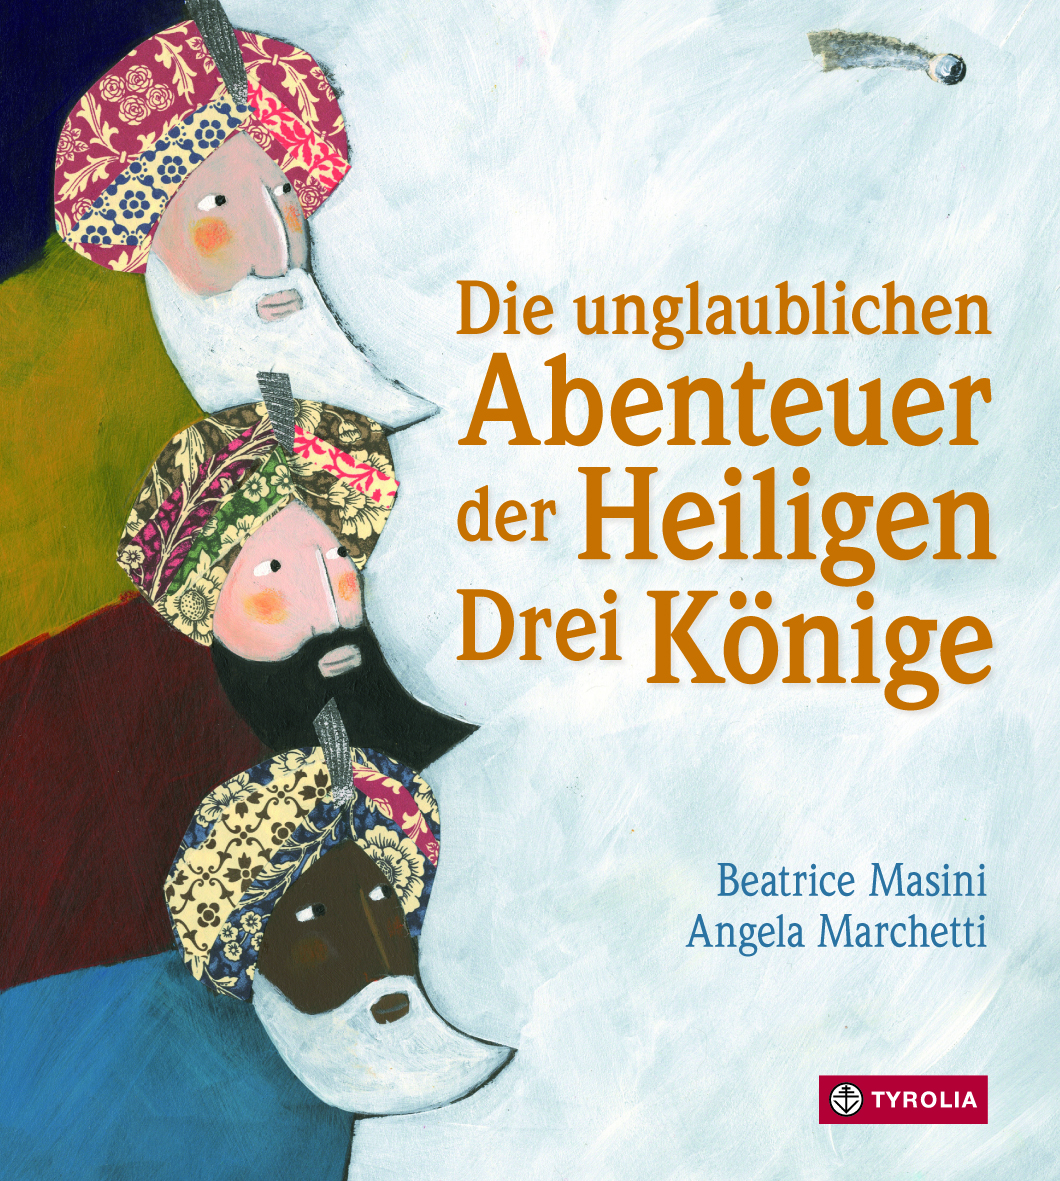 Die unglaublichen
Abenteuer
der Heiligen
Drei Könige
Beatrice Masini
Angela Marchetti
TYROLIA